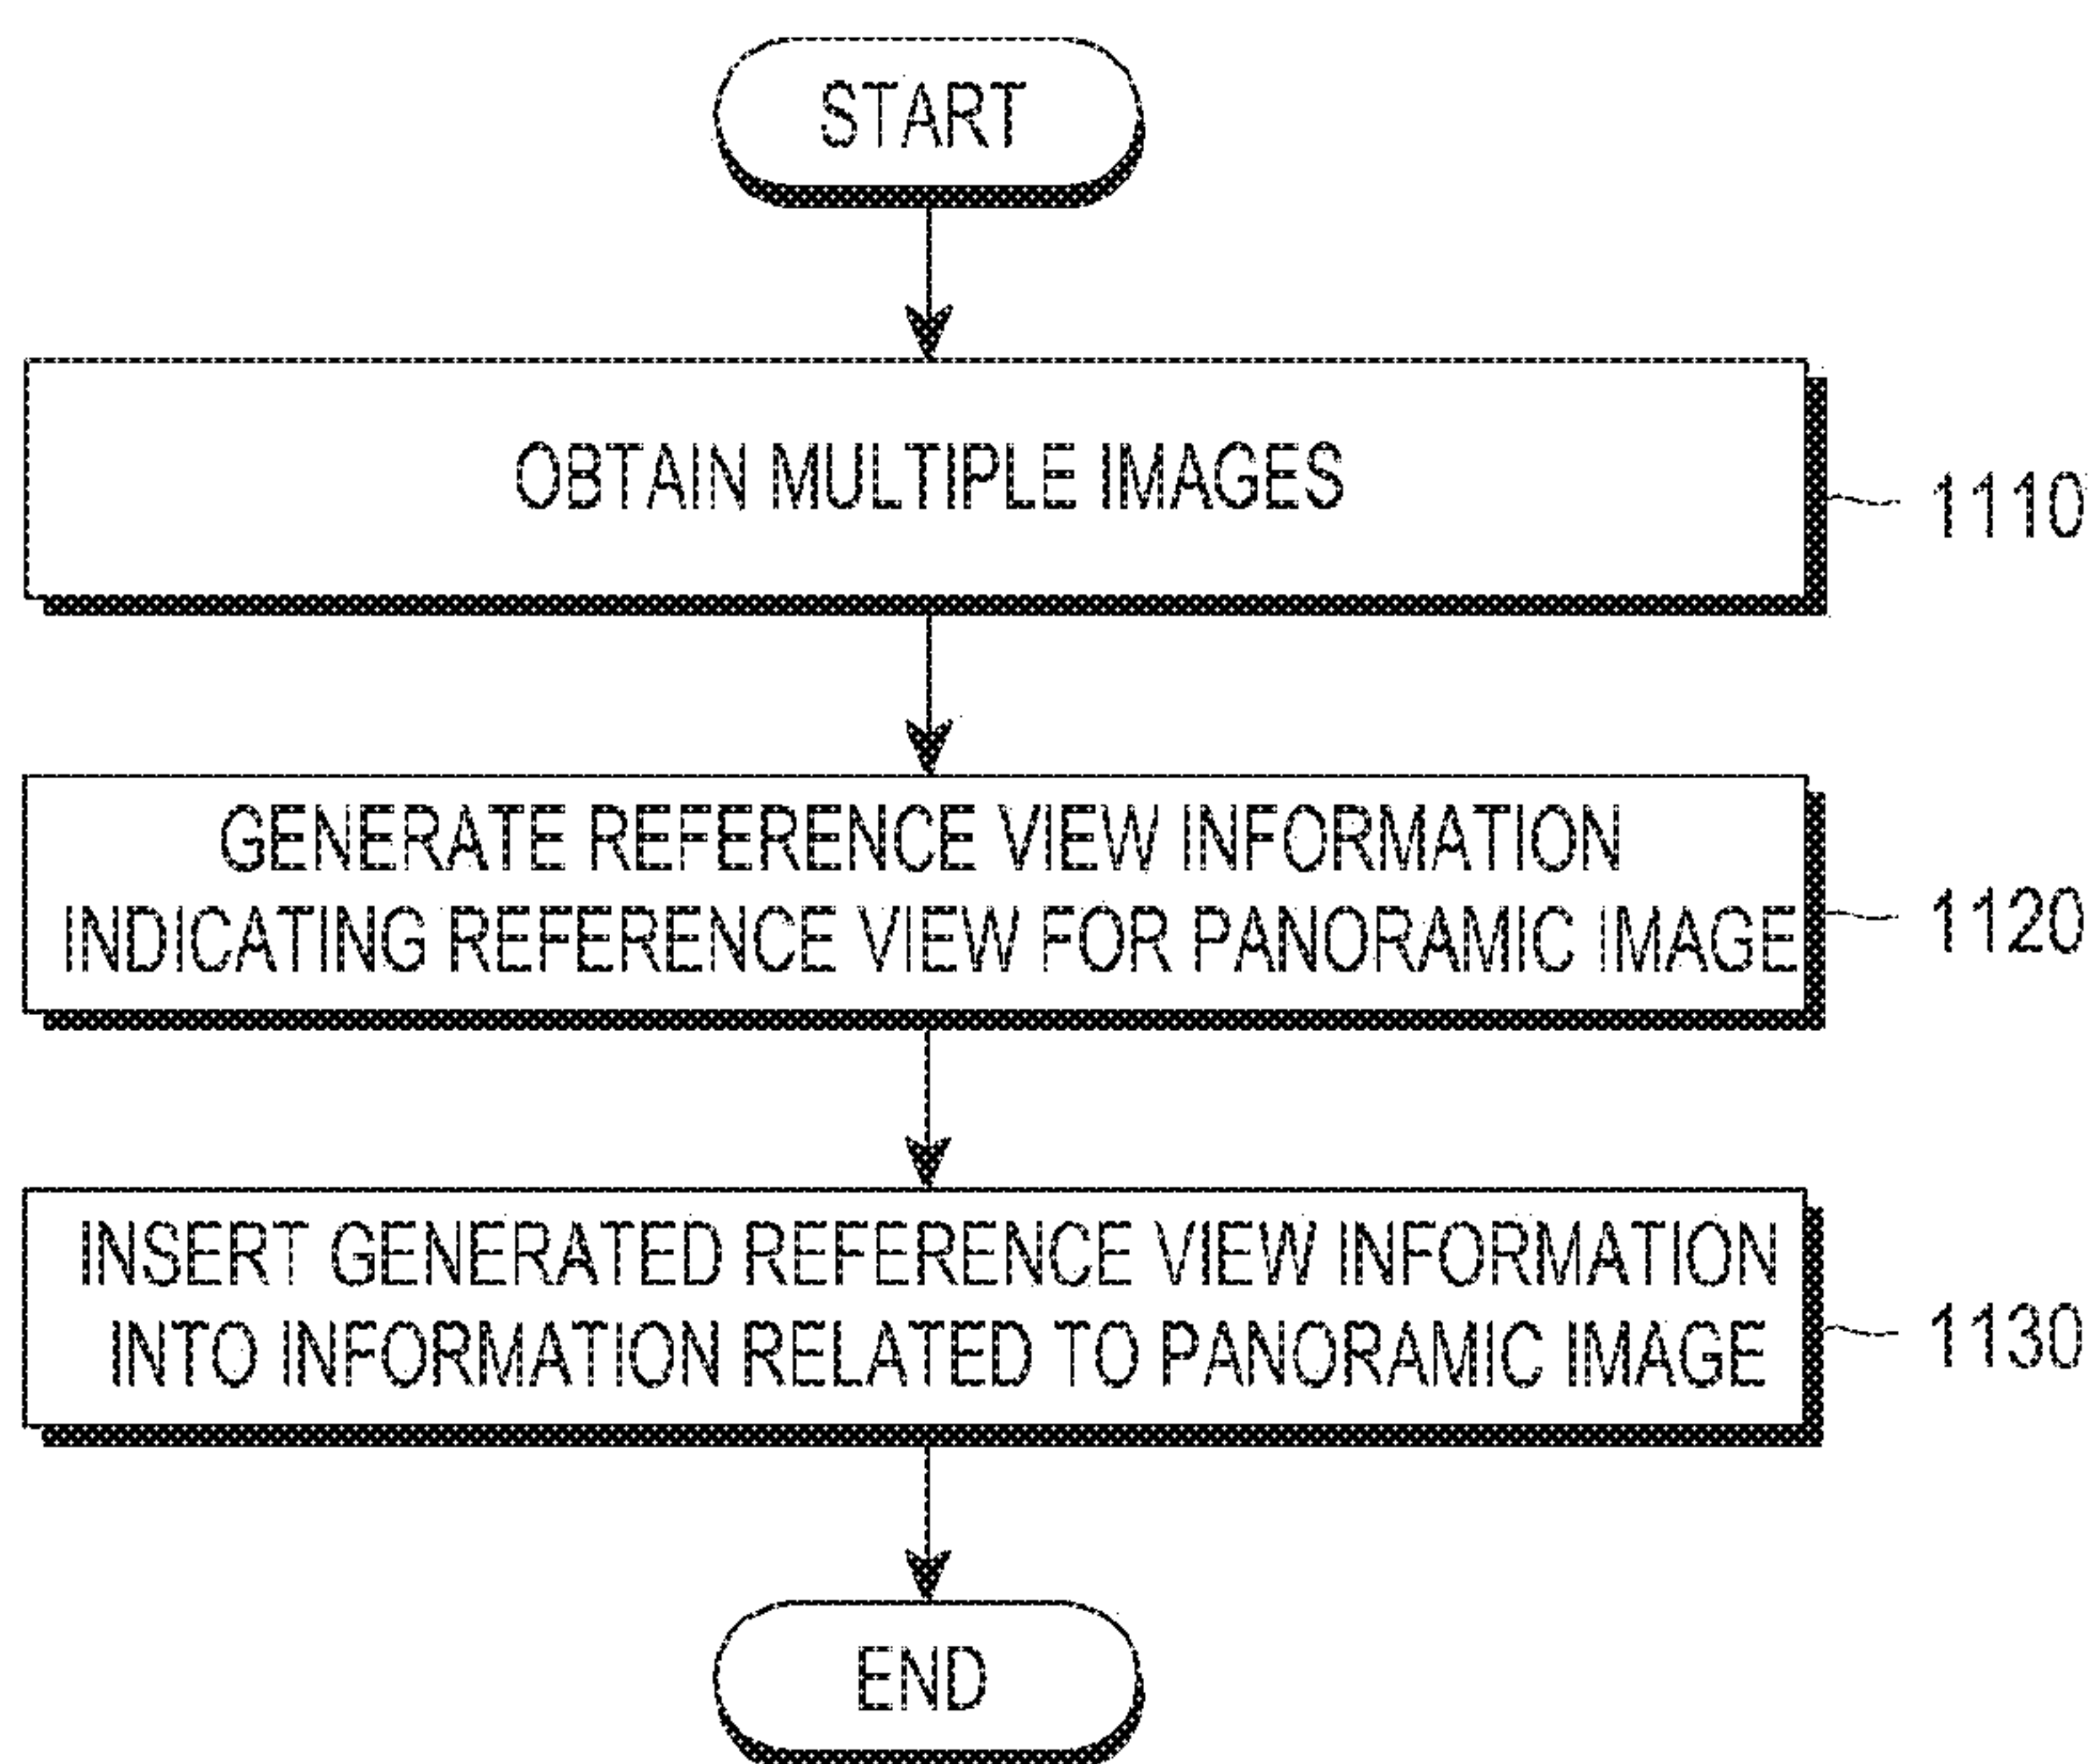 START
OBTAIN MULTIPLE IMAGES
1110
GENERATE REFERENCE VIEW INFORMATION
INDICATING REFERENCE VIEW FOR PANORAMIC IMAGE
1120
INSERT GENERATED REFERENCE VIEW INFORMATION
INTO INFORMATION RELATED TO PANORAMIC IMAGE
1130
END